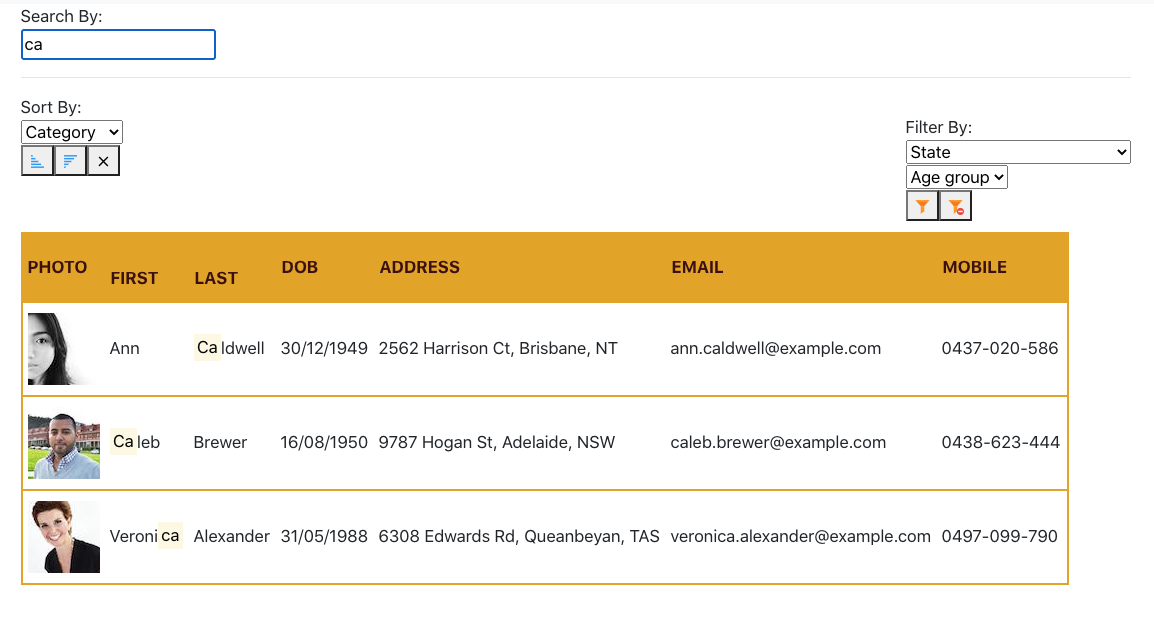 Search By:
ca
Sort By:
Category
Filter By:
State
Age group
PHOTO FIRST LAST DOB ADDRESS EMAIL MOBILE
Ann Caldwell 30/12/1949 2562 Harrison Ct, Brisbane, NT ann.caldwell@example.com 0437-020-586
Caleb Brewer 16/08/1950 9787 Hogan St, Adelaide, NSW caleb.brewer@example.com 0438-623-444
Veronica Alexander 31/05/1988 6308 Edwards Rd, Queanbeyan, TAS veronica.alexander@example.com 0497-099-790